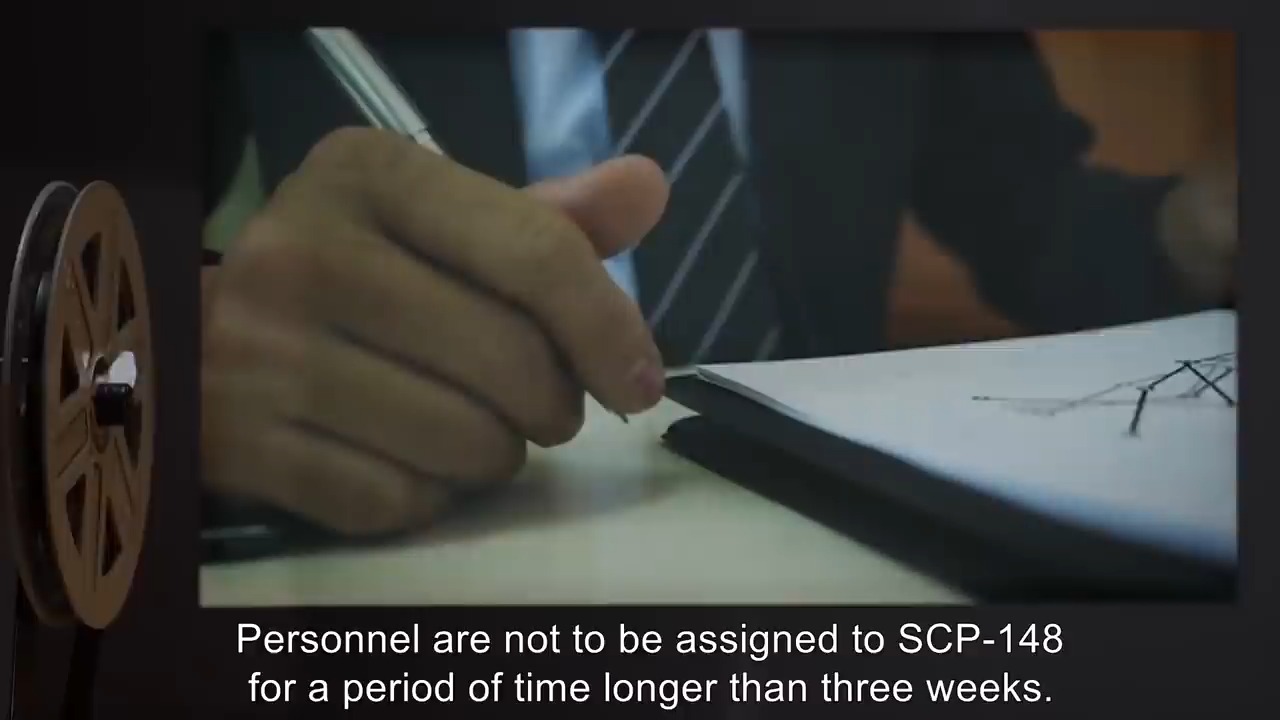 Personnel are not to be assigned to SCP-148
for a period of time longer than three weeks.